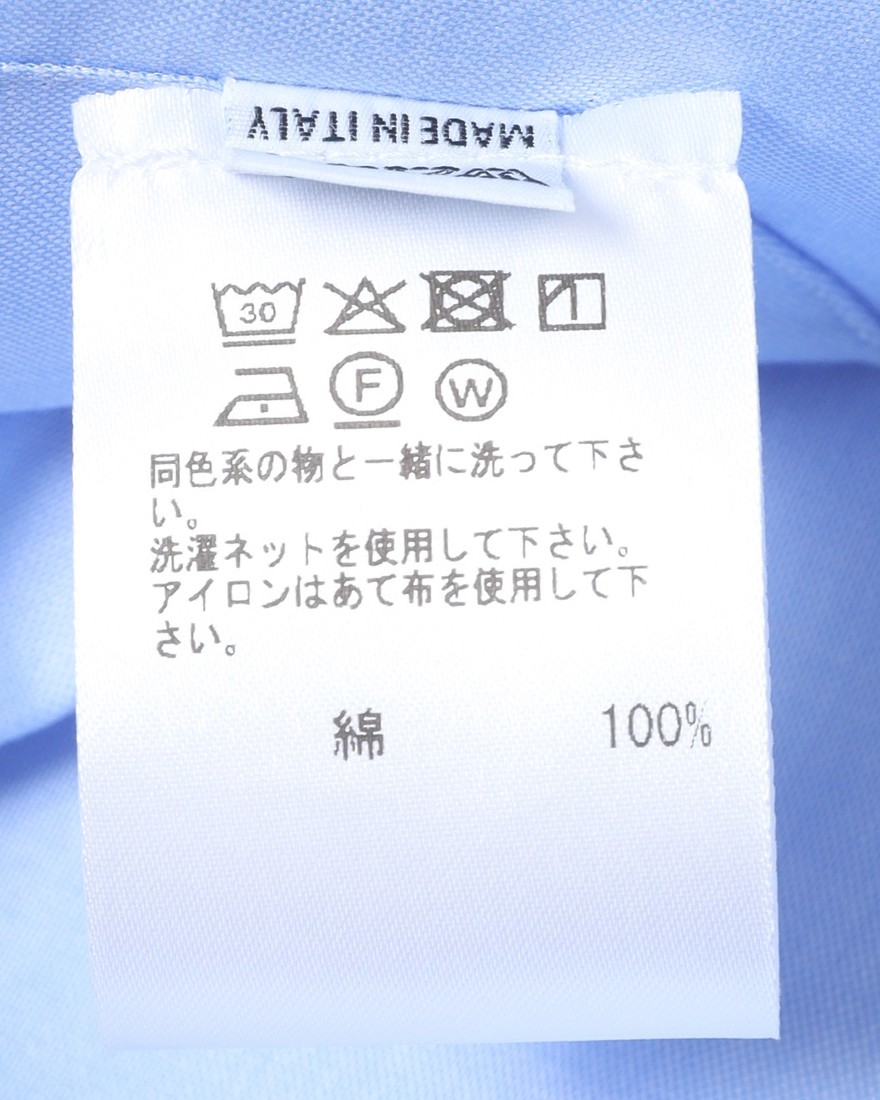 MADE IN ITALY
30
F W
同色系の物と一緒に洗って下さ
い。
洗濯ネットを使用して下さい。
アイロンはあて布を使用して下
さい。
綿 100%